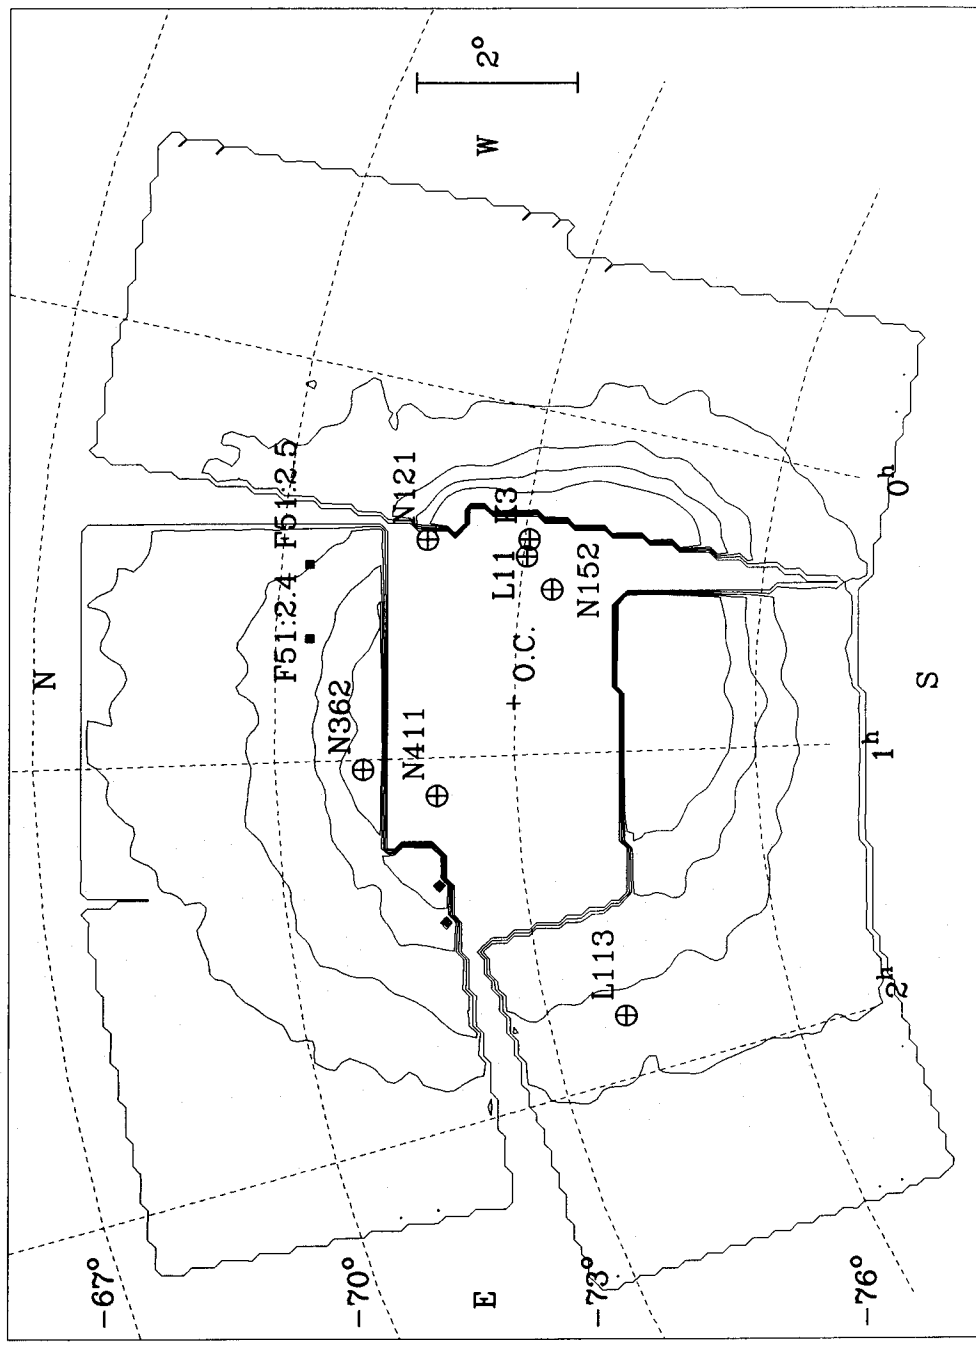 N
-67°
-70°
-73°
-76°
E
W
S
2°
0ʰ
1ʰ
2ʰ
F51:2.5
F51:2.4
N362
N411
N121
K3
L11
N152
O.C.
L113